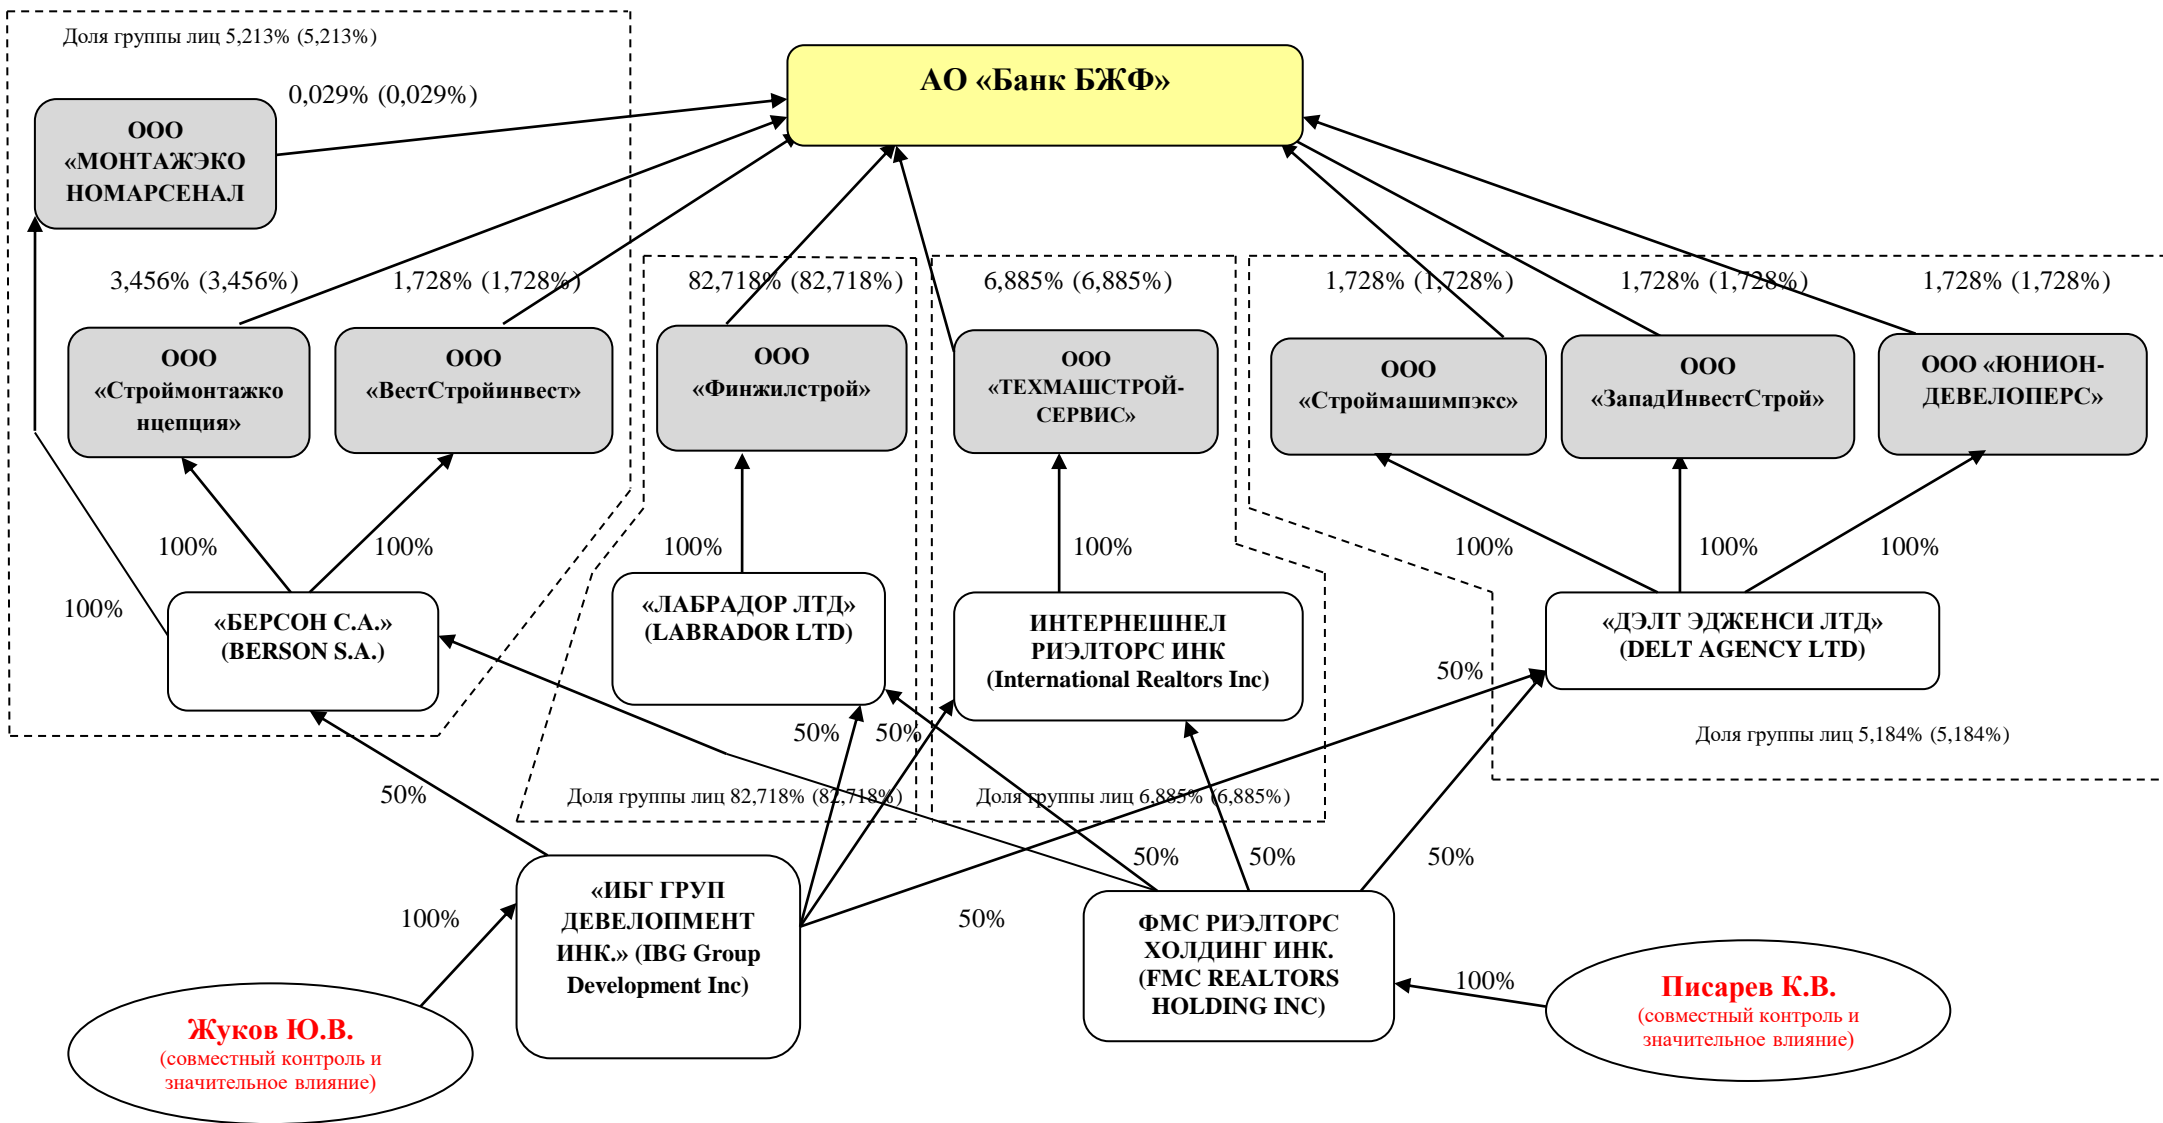 Доля группы лиц 5,213% (5,213%)
АО «Банк БЖФ»
0,029% (0,029%)
ООО
«МОНТАЖЭКО
НОМАРСЕНАЛ
3,456% (3,456%)
1,728% (1,728%)
82,718% (82,718%)
6,885% (6,885%)
1,728% (1,728%)
1,728% (1,728%)
1,728% (1,728%)
ООО
«Строймонтажко
нцепция»
ООО
«ВестСтройинвест»
ООО
«Финжилстрой»
ООО
«ТЕХМАШСТРОЙ-
СЕРВИС»
ООО
«Строймашимпэкс»
ООО
«ЗападИнвестСтрой»
ООО «ЮНИОН-
ДЕВЕЛОПЕРС»
100%
100%
100%
100%
100%
100%
100%
100%
«БЕРСОН С.А.»
(BERSON S.A.)
«ЛАБРАДОР ЛТД»
(LABRADOR LTD)
ИНТЕРНЕШНЕЛ
РИЭЛТОРС ИНК
(International Realtors Inc)
«ДЭЛТ ЭДЖЕНСИ ЛТД»
(DELT AGENCY LTD)
50%
50%
50%
Доля группы лиц 5,184% (5,184%)
50%
Доля группы лиц 82,718% (82,718%)
Доля группы лиц 6,885% (6,885%)
50%
50%
50%
100%
50%
«ИБГ ГРУП
ДЕВЕЛОПМЕНТ
ИНК.» (IBG Group
Development Inc)
ФМС РИЭЛТОРС
ХОЛДИНГ ИНК.
(FMC REALTORS
HOLDING INC)
100%
Жуков Ю.В.
(совместный контроль и
значительное влияние)
Писарев К.В.
(совместный контроль и
значительное влияние)